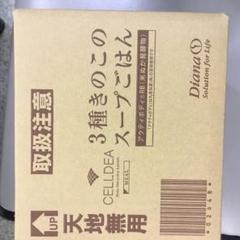 取扱注意
3種きのこの
スープごはん
CELLDEA
Diana
Solution for Life
UP
天地無用